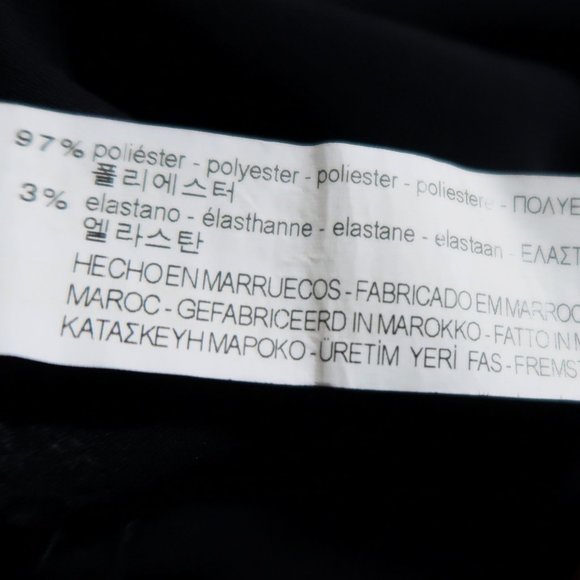 97% poliéster - polyester - poliester - poliestere - ΠΟΛΥΕ
폴리에스터
3% elastano - élasthanne - elastane - elastaan - ΕΛΑΣΤ
엘라스탄
HECHO EN MARRUECOS - FABRICADO EM MARROC
MAROC - GEFABRICEERD IN MAROKKO - FATTO IN M
ΚΑΤΑΣΚΕΥΗ ΜΑΡΟΚΟ - ÜRETİM YERİ FAS - FREMST